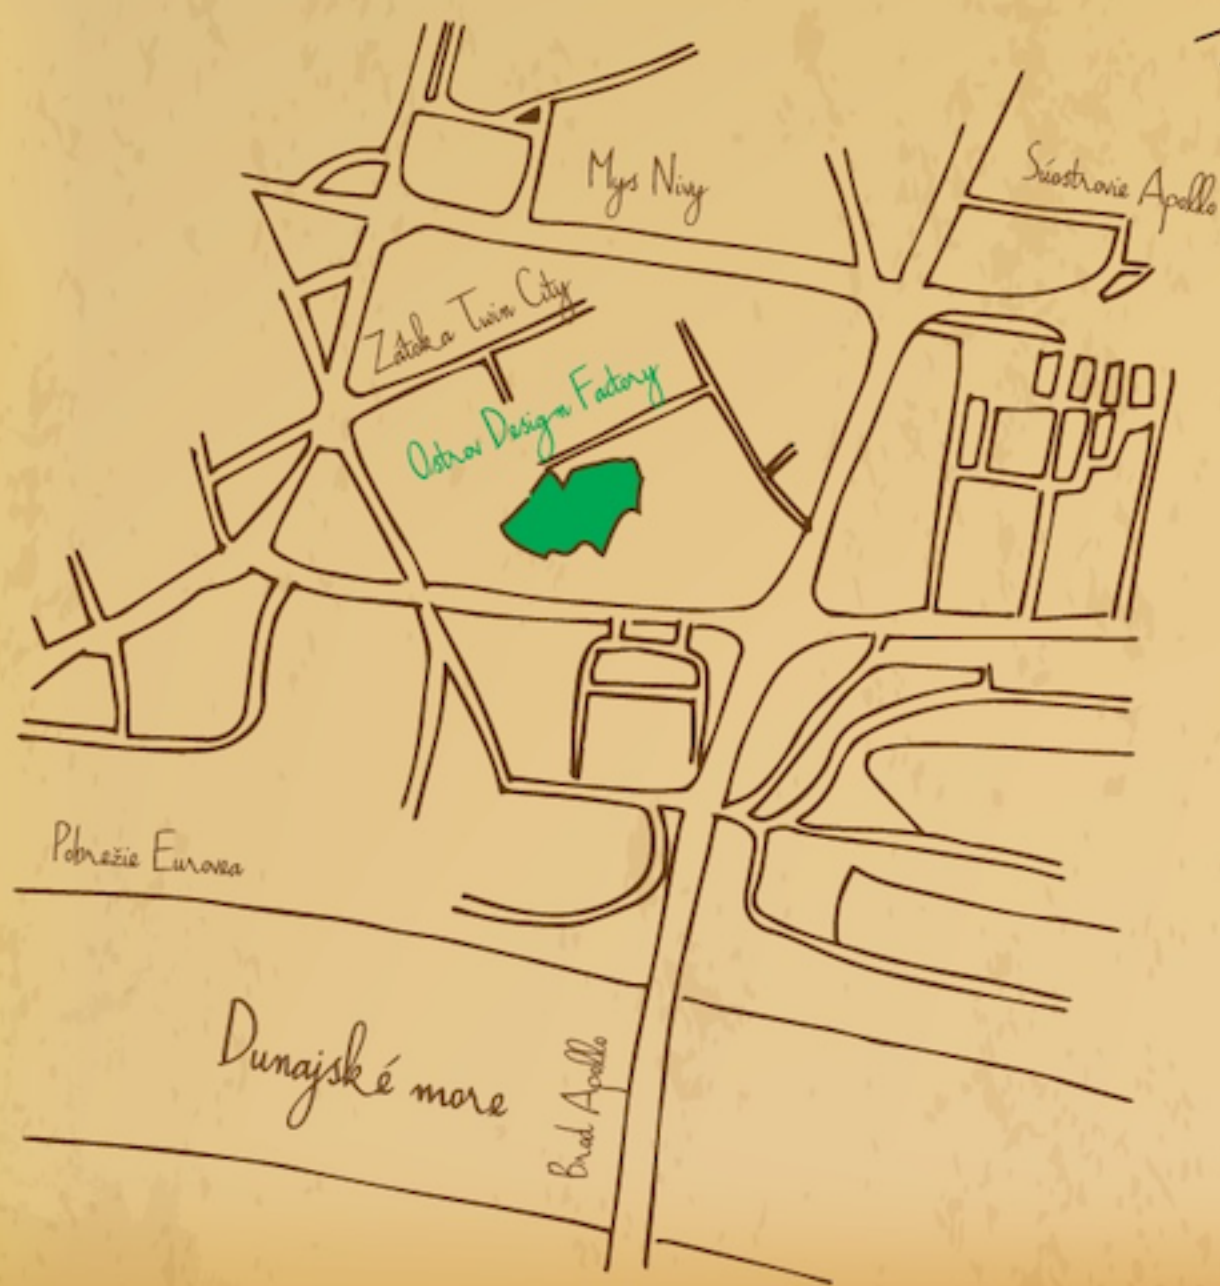 Mys Nivy
Súostrovie Apollo
Zátoka Twin City
Ostrov Design Factory
Pobrežie Eurovea
Dunajské more
Brod Apollo